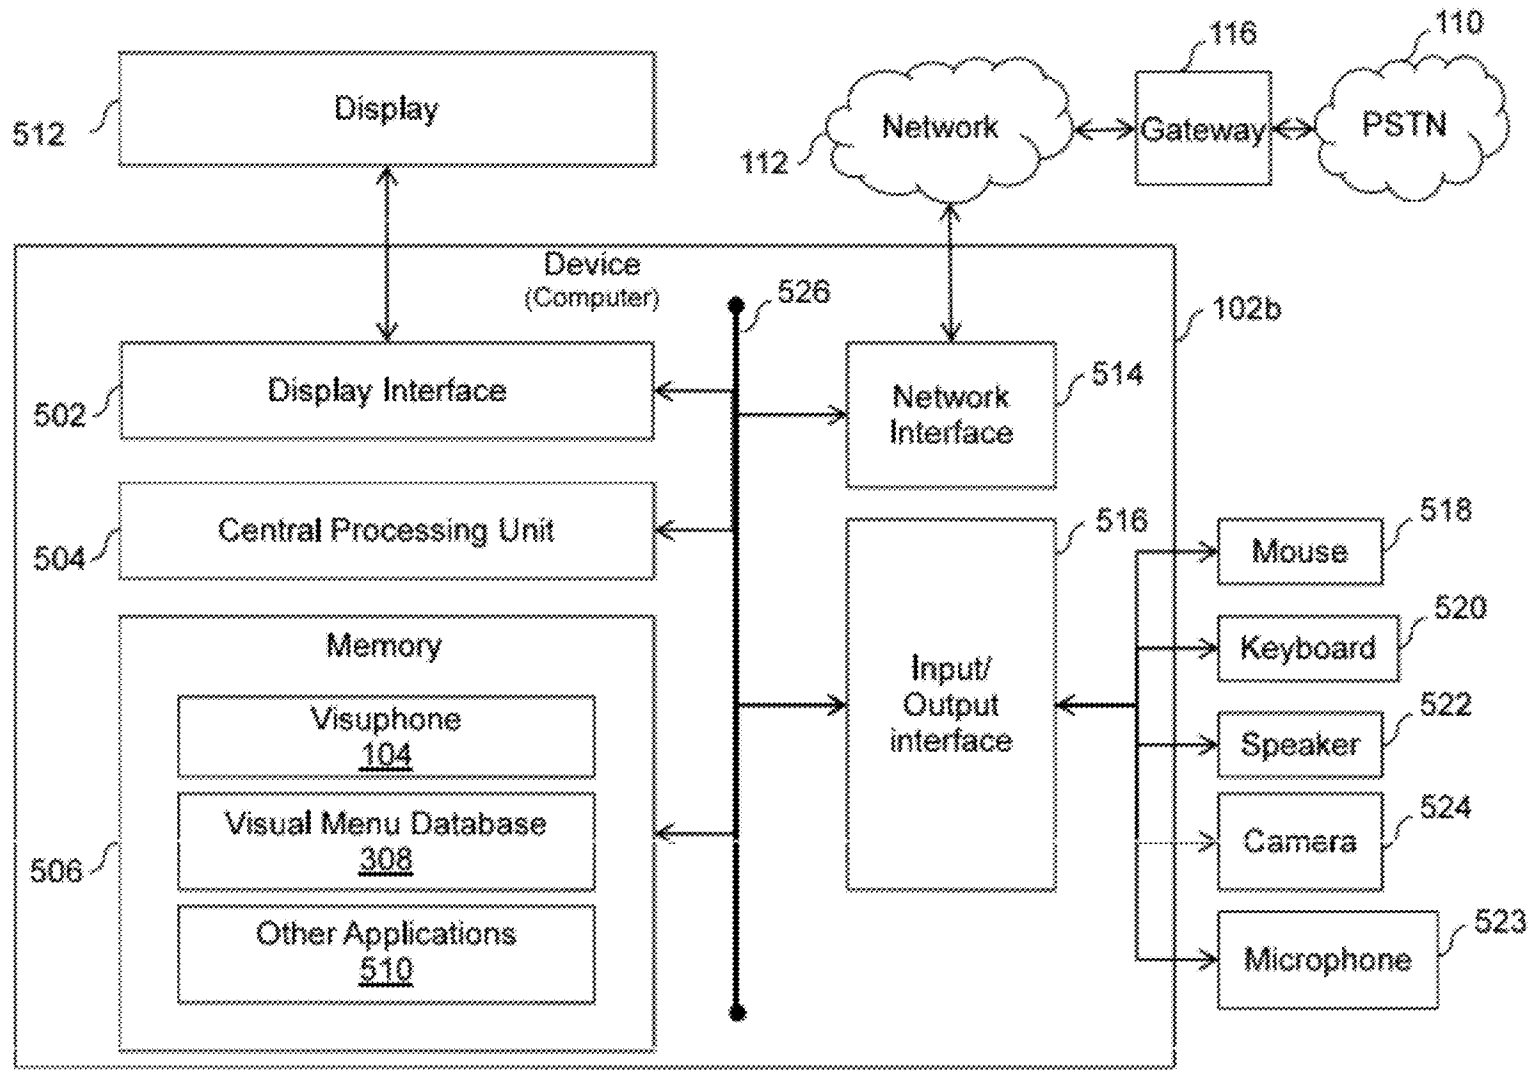 116
110
Display
Network
Gateway
PSTN
512
112
Device
(Computer)
526
102b
Display Interface
502
Network
Interface
514
Central Processing Unit
504
516
Mouse
518
Keyboard
520
Memory
Input/
Output
interface
Visuphone
104
Speaker
522
Visual Menu Database
308
Camera
524
506
Other Applications
510
Microphone
523